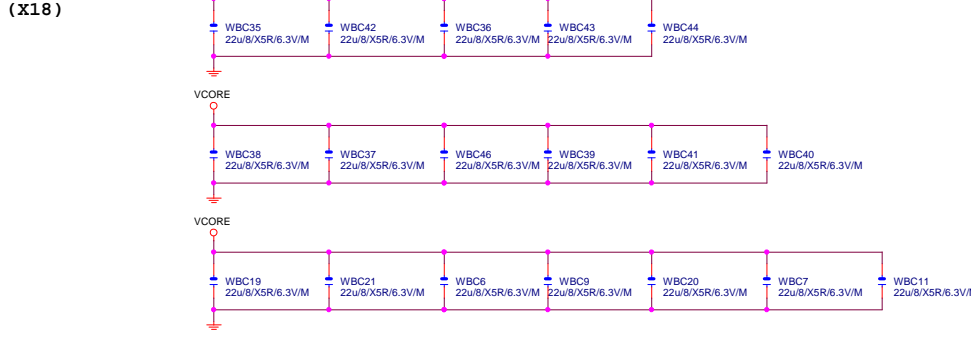 (X18)
WBC35 WBC42 WBC36 WBC43 WBC44
22u/8/X5R/6.3V/M 22u/8/X5R/6.3V/M 22u/8/X5R/6.3V/M 22u/8/X5R/6.3V/M 22u/8/X5R/6.3V/M
VCORE
WBC38 WBC37 WBC46 WBC39 WBC41 WBC40
22u/8/X5R/6.3V/M 22u/8/X5R/6.3V/M 22u/8/X5R/6.3V/M 22u/8/X5R/6.3V/M 22u/8/X5R/6.3V/M 22u/8/X5R/6.3V/M
VCORE
WBC19 WBC21 WBC6 WBC9 WBC20 WBC7 WBC11
22u/8/X5R/6.3V/M 22u/8/X5R/6.3V/M 22u/8/X5R/6.3V/M 22u/8/X5R/6.3V/M 22u/8/X5R/6.3V/M 22u/8/X5R/6.3V/M 22u/8/X5R/6.3V/